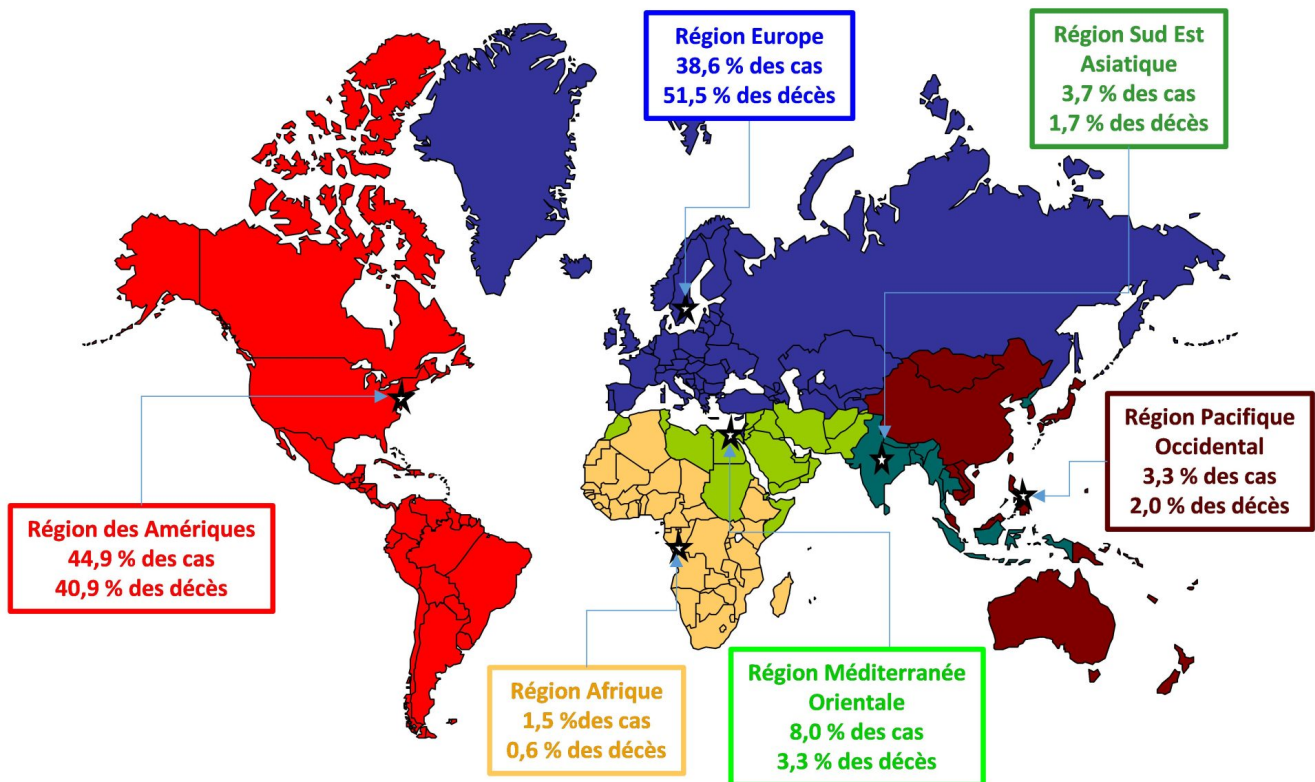 Région Europe
38,6 % des cas
51,5 % des décès
Région Sud Est
Asiatique
3,7 % des cas
1,7 % des décès
Région Pacifique
Occidental
3,3 % des cas
2,0 % des décès
Région des Amériques
44,9 % des cas
40,9 % des décès
Région Afrique
1,5 %des cas
0,6 % des décès
Région Méditerranée
Orientale
8,0 % des cas
3,3 % des décès